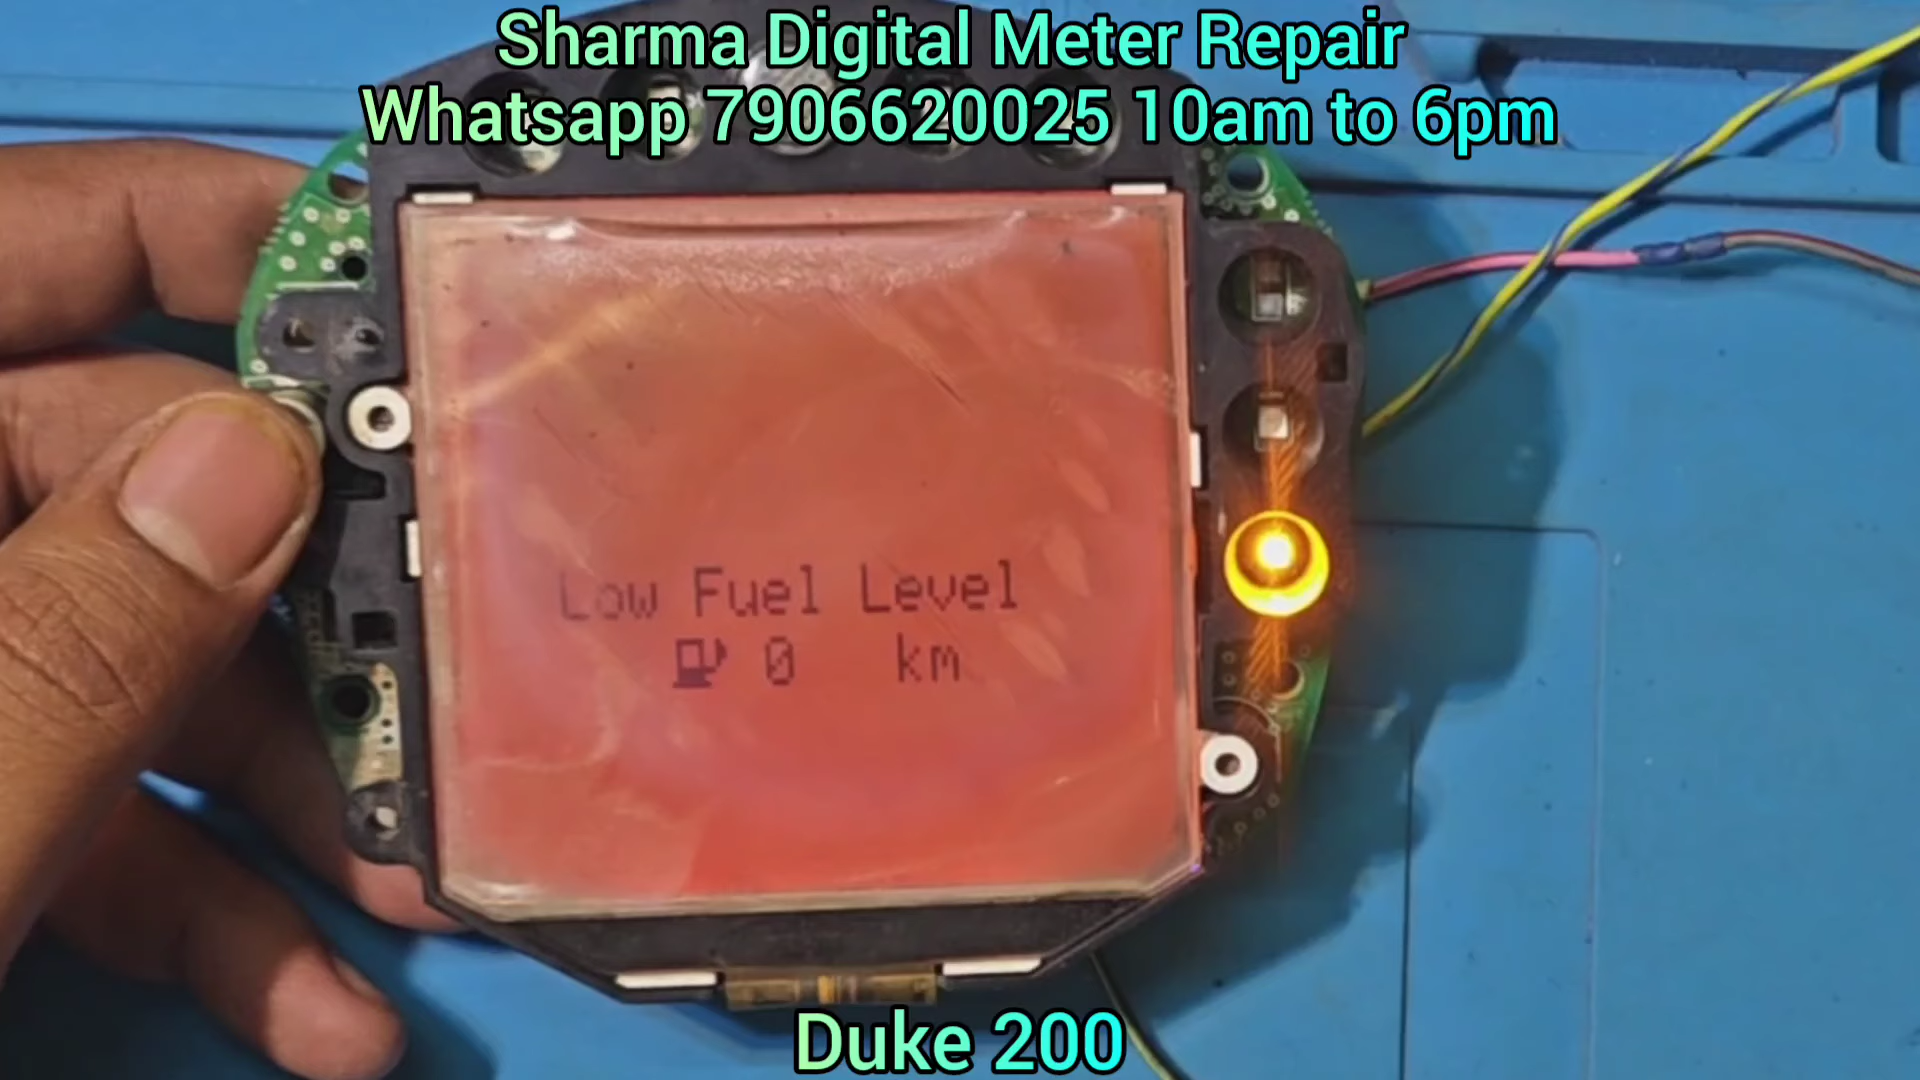 Sharma Digital Meter Repair
Whatsapp 7906620025 10am to 6pm
Low Fuel Level
0 km
Duke 200